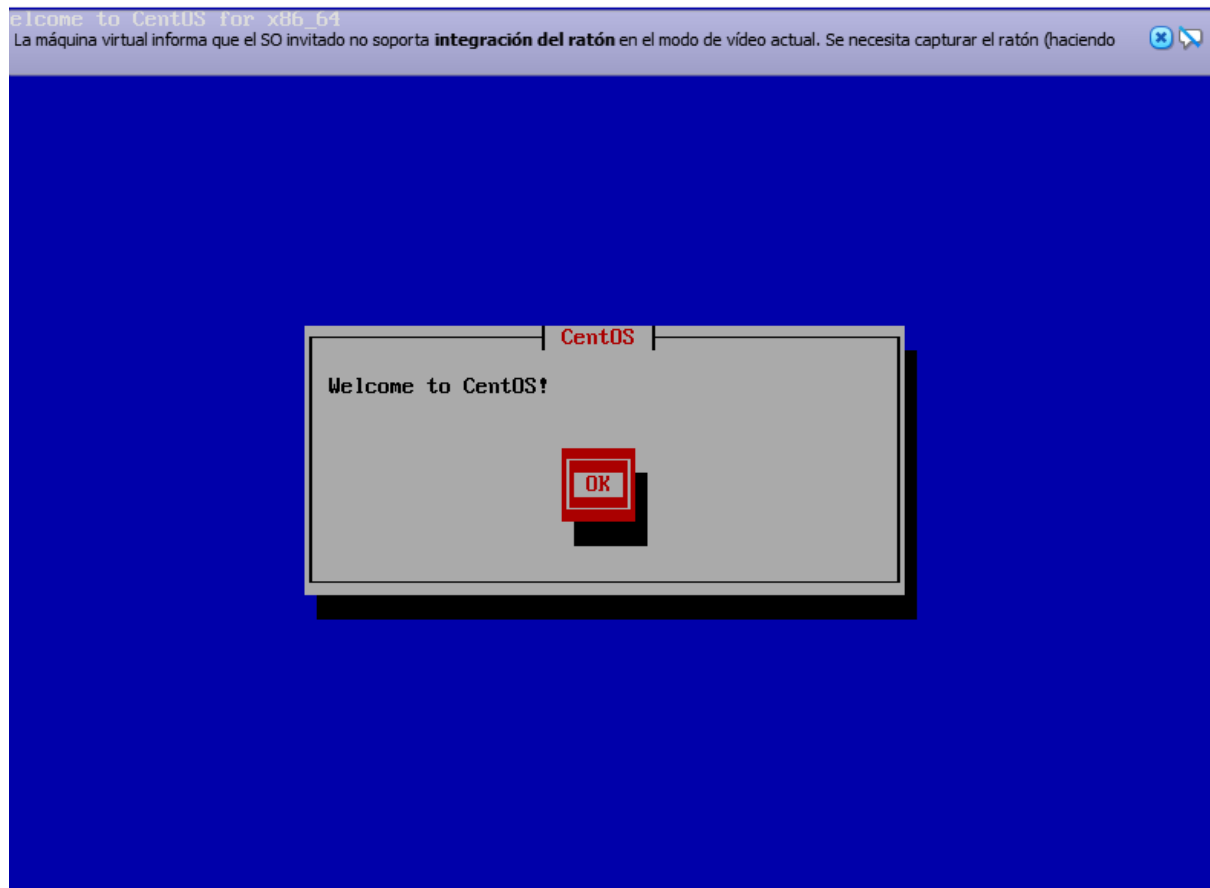 elcome to CentOS for x86_64
La máquina virtual informa que el SO invitado no soporta integración del ratón en el modo de vídeo actual. Se necesita capturar el ratón (haciendo
CentOS
Welcome to CentOS!
OK